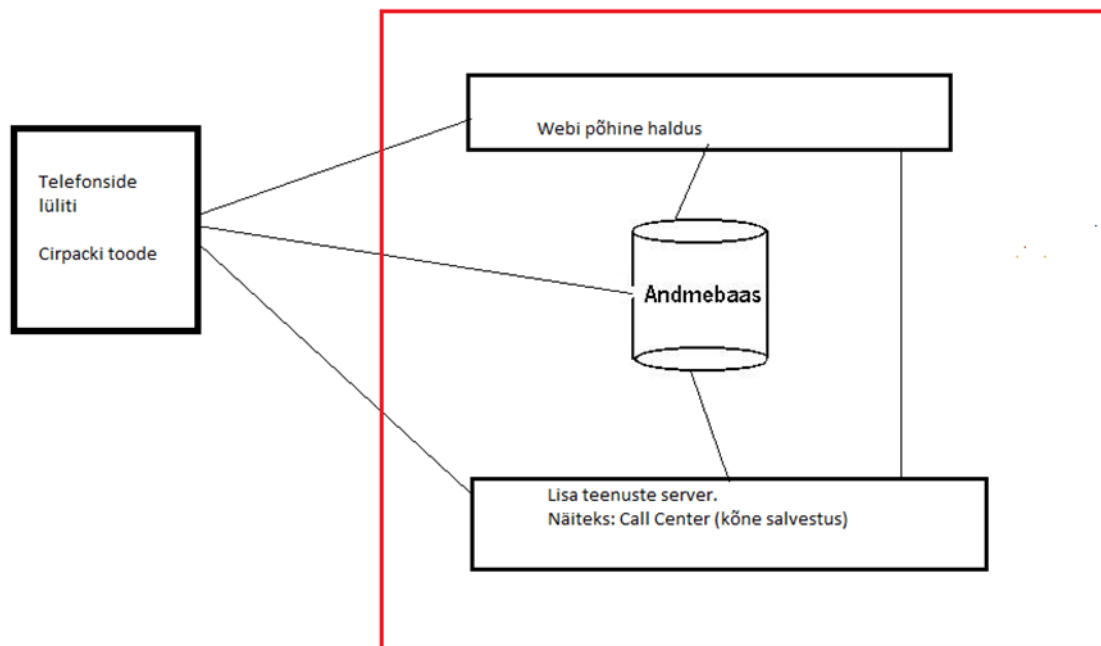 Webi põhine haldus
Telefonside
lüliti
Cirpacki toode
Andmebaas
Lisa teenuste server.
Näiteks: Call Center (kõne salvestus)